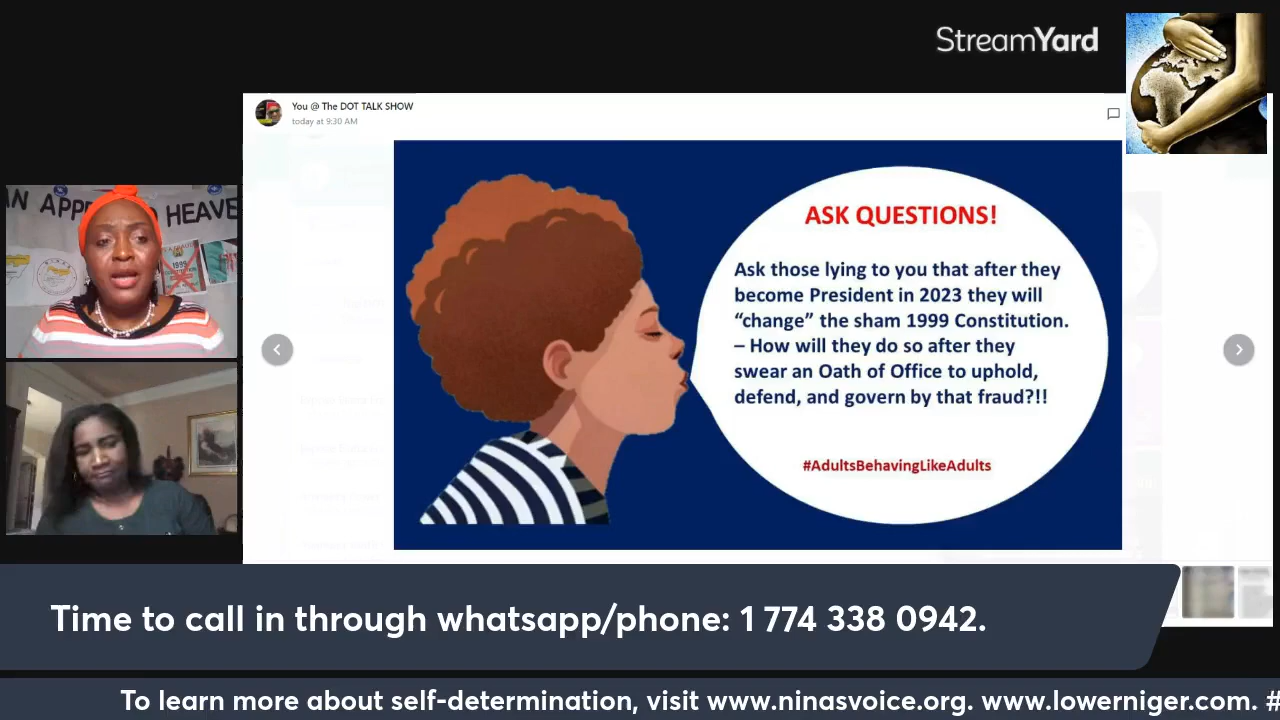 StreamYard
You @ The DOT TALK SHOW
today at 9:30 AM
AN APPE
HEAVE
1999
ASK QUESTIONS!
Ask those lying to you that after they
become President in 2023 they will
“change” the sham 1999 Constitution.
– How will they do so after they
swear an Oath of Office to uphold,
defend, and govern by that fraud?!!
#AdultsBehavingLikeAdults
Time to call in through whatsapp/phone: 1 774 338 0942.
To learn more about self-determination, visit www.ninasvoice.org. www.lowerniger.com. #